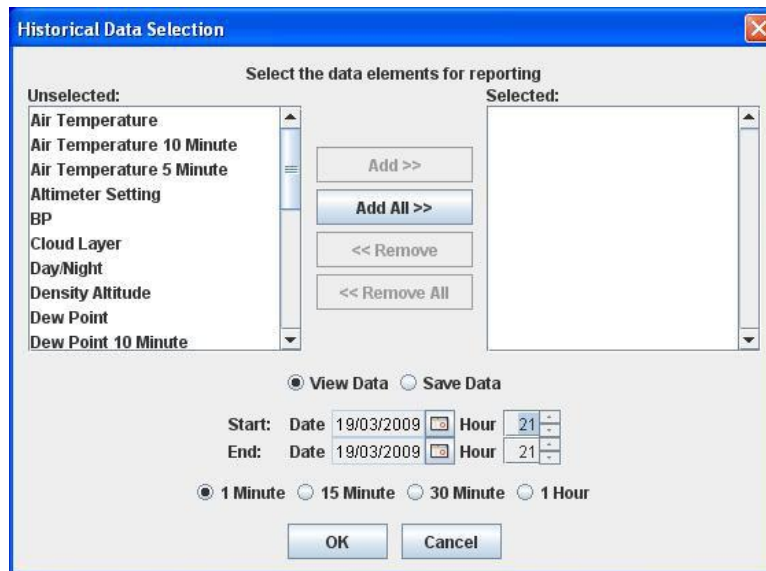 Historical Data Selection
Select the data elements for reporting
Unselected:
Selected:
Air Temperature
Air Temperature 10 Minute
Air Temperature 5 Minute
Altimeter Setting
BP
Cloud Layer
Day/Night
Density Altitude
Dew Point
Dew Point 10 Minute
Add >>
Add All >>
<< Remove
<< Remove All
View Data Save Data
Start: Date 19/03/2009 Hour 21
End: Date 19/03/2009 Hour 21
1 Minute 15 Minute 30 Minute 1 Hour
OK Cancel